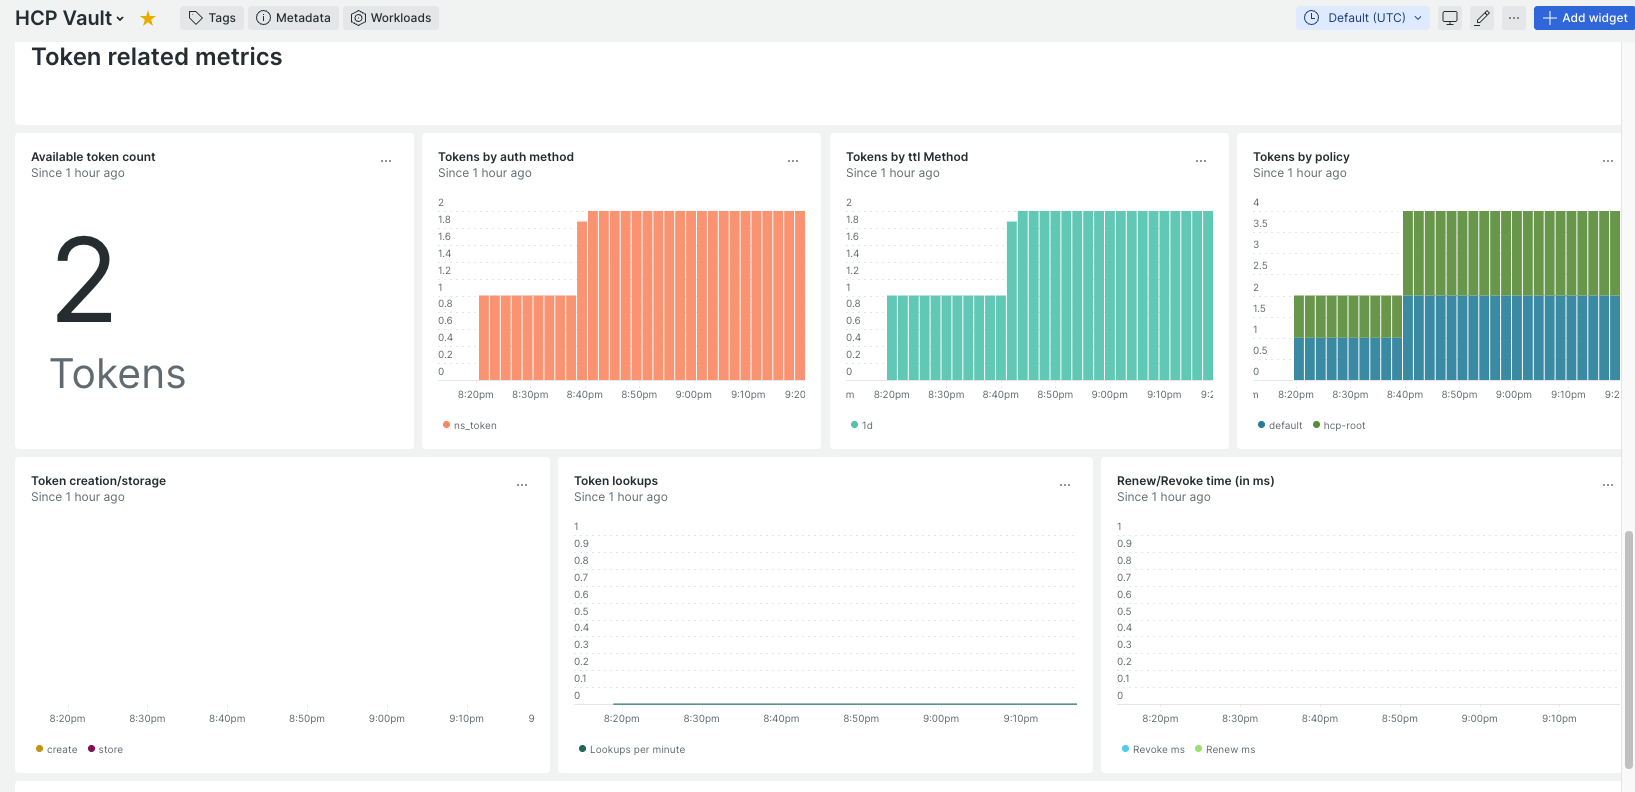 HCP Vault
Tags
Metadata
Workloads
Default (UTC)
Add widget
Token related metrics
Available token count
Since 1 hour ago
2
Tokens
Tokens by auth method
Since 1 hour ago
2
1.8
1.6
1.4
1.2
1
0.8
0.6
0.4
0.2
0
8:20pm 8:30pm 8:40pm 8:50pm 9:00pm 9:10pm 9:20
ns_token
Tokens by ttl Method
Since 1 hour ago
2
1.8
1.6
1.4
1.2
1
0.8
0.6
0.4
0.2
0
m 8:20pm 8:30pm 8:40pm 8:50pm 9:00pm 9:10pm 9:2
1d
Tokens by policy
Since 1 hour ago
4
3.5
3
2.5
2
1.5
1
0.5
0
8:20pm 8:30pm 8:40pm 8:50pm 9:00pm 9:10pm 9:2
default hcp-root
Token creation/storage
Since 1 hour ago
8:20pm 8:30pm 8:40pm 8:50pm 9:00pm 9:10pm 9
create store
Token lookups
Since 1 hour ago
1
0.9
0.8
0.7
0.6
0.5
0.4
0.3
0.2
0.1
0
8:20pm 8:30pm 8:40pm 8:50pm 9:00pm 9:10pm
Lookups per minute
Renew/Revoke time (in ms)
Since 1 hour ago
1
0.9
0.8
0.7
0.6
0.5
0.4
0.3
0.2
0.1
0
8:20pm 8:30pm 8:40pm 8:50pm 9:00pm 9:10pm
Revoke ms Renew ms